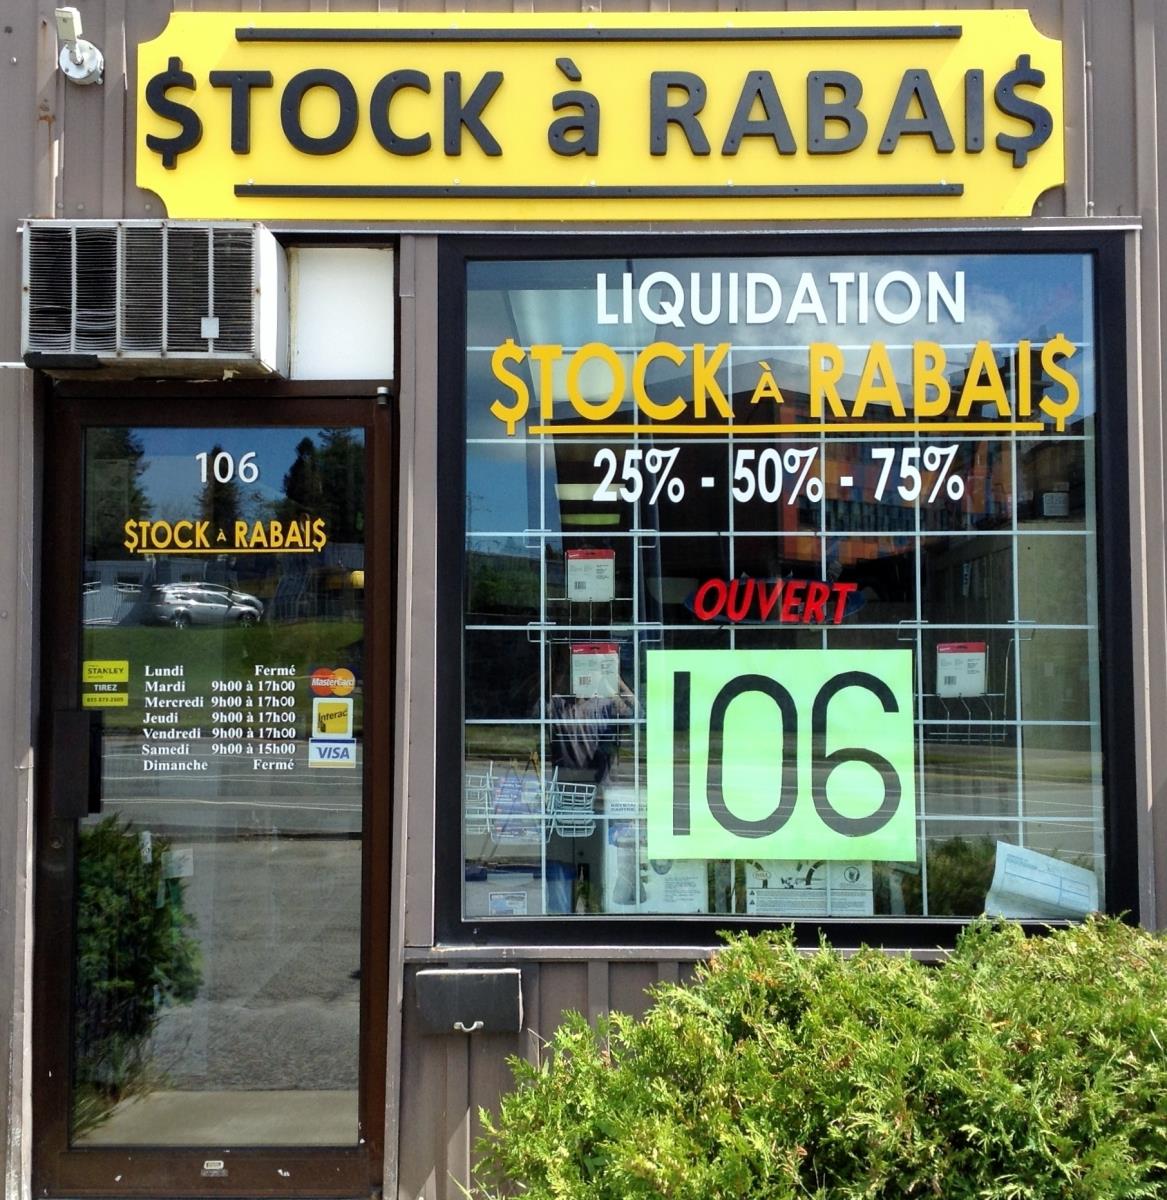 $TOCK à RABAI$
LIQUIDATION
$TOCK À RABAI$
25% - 50% - 75%
OUVERT
106
106
$TOCK À RABAI$
STANLEY
TIREZ
Lundi Fermé
Mardi 9h00 à 17h00
Mercredi 9h00 à 17h00
Jeudi 9h00 à 17h00
Vendredi 9h00 à 17h00
Samedi 9h00 à 15h00
Dimanche Fermé
MasterCard
Interac
VISA